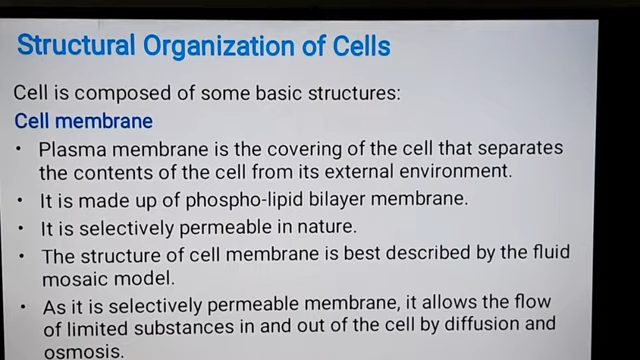 Structural Organization of Cells
Cell is composed of some basic structures:
Cell membrane
• Plasma membrane is the covering of the cell that separates
the contents of the cell from its external environment.
• It is made up of phospho-lipid bilayer membrane.
• It is selectively permeable in nature.
• The structure of cell membrane is best described by the fluid
mosaic model.
• As it is selectively permeable membrane, it allows the flow
of limited substances in and out of the cell by diffusion and
osmosis.